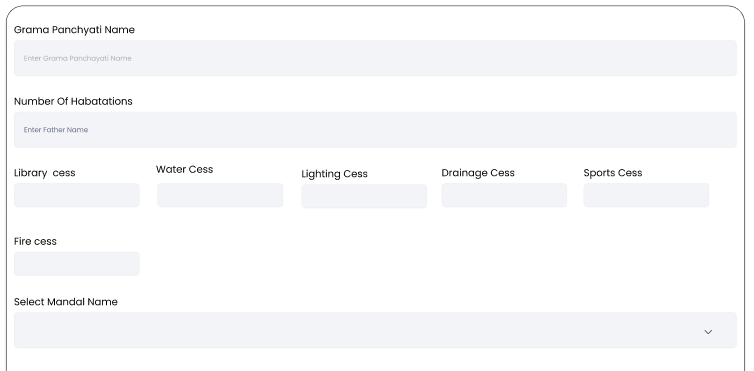 Grama Panchyati Name
Enter Grama Panchayati Name
Number Of Habatations
Enter Father Name
Library cess Water Cess Lighting Cess Drainage Cess Sports Cess
Fire cess
Select Mandal Name